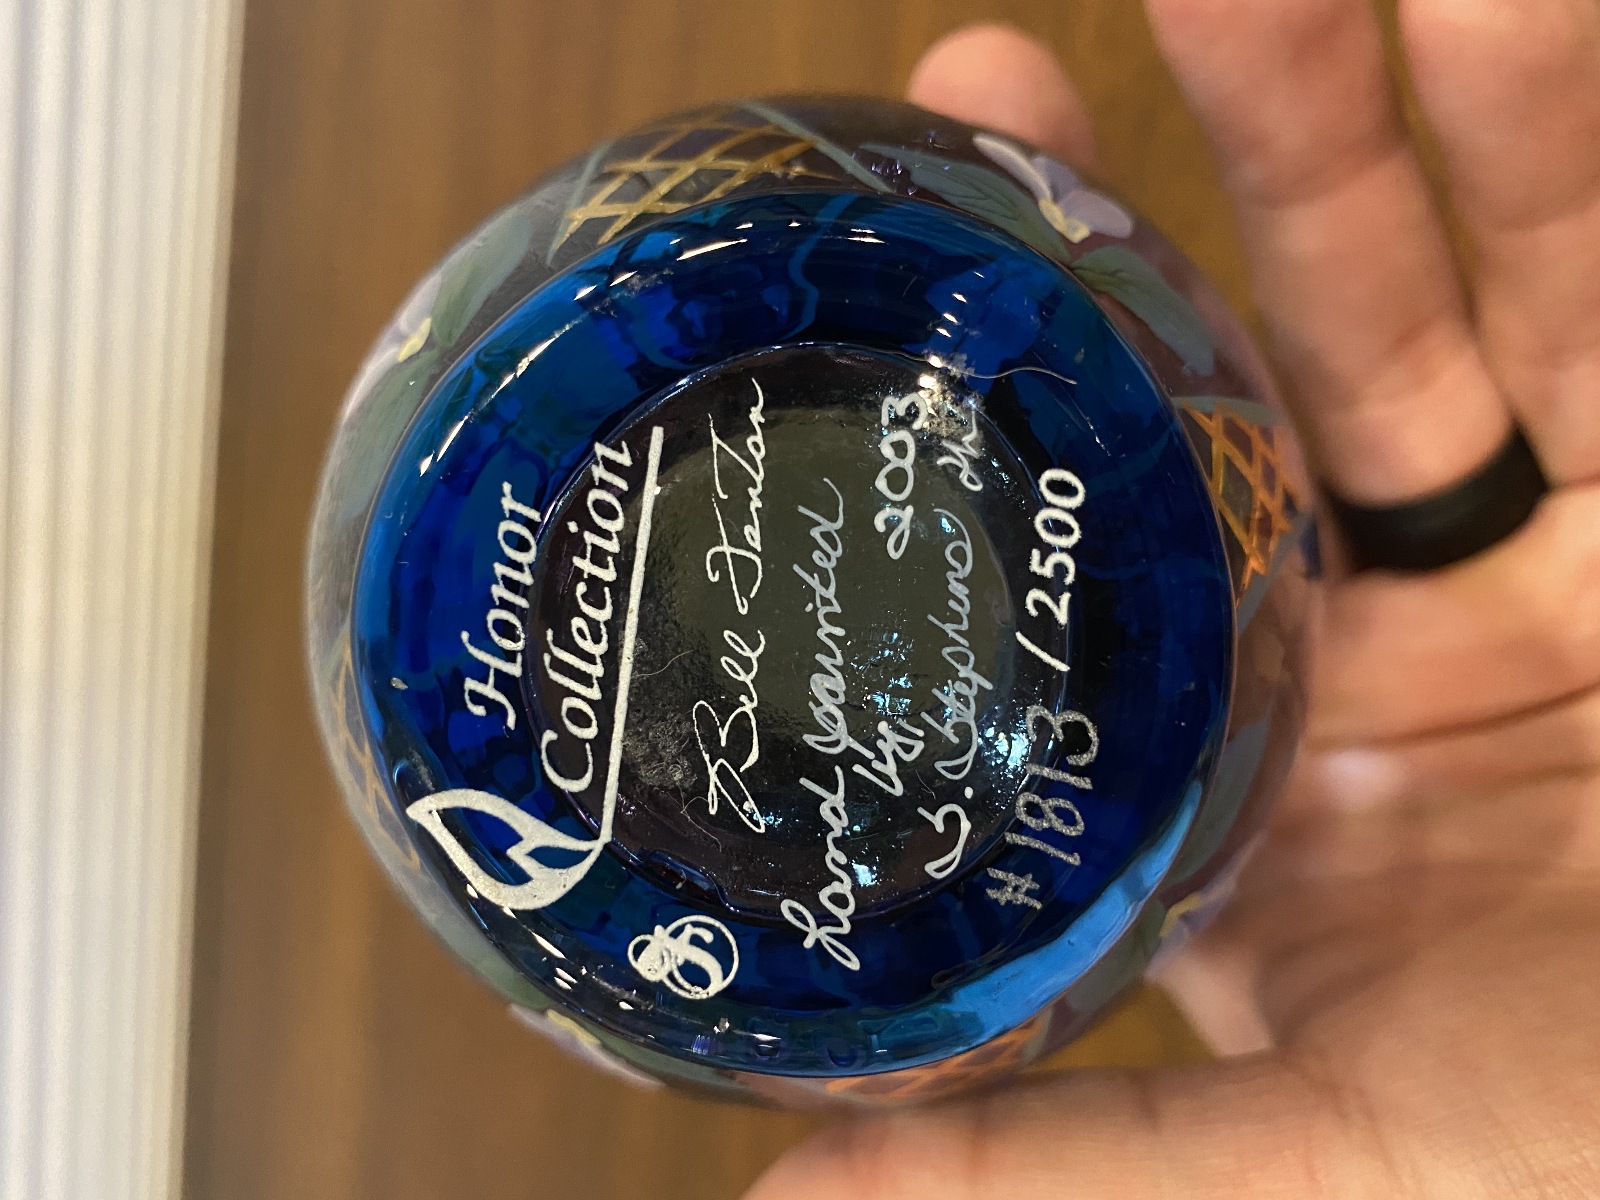 Honor
Collection
Bill Fenton
hand painted
by: 2003
S. Stephens
#1813 /2500